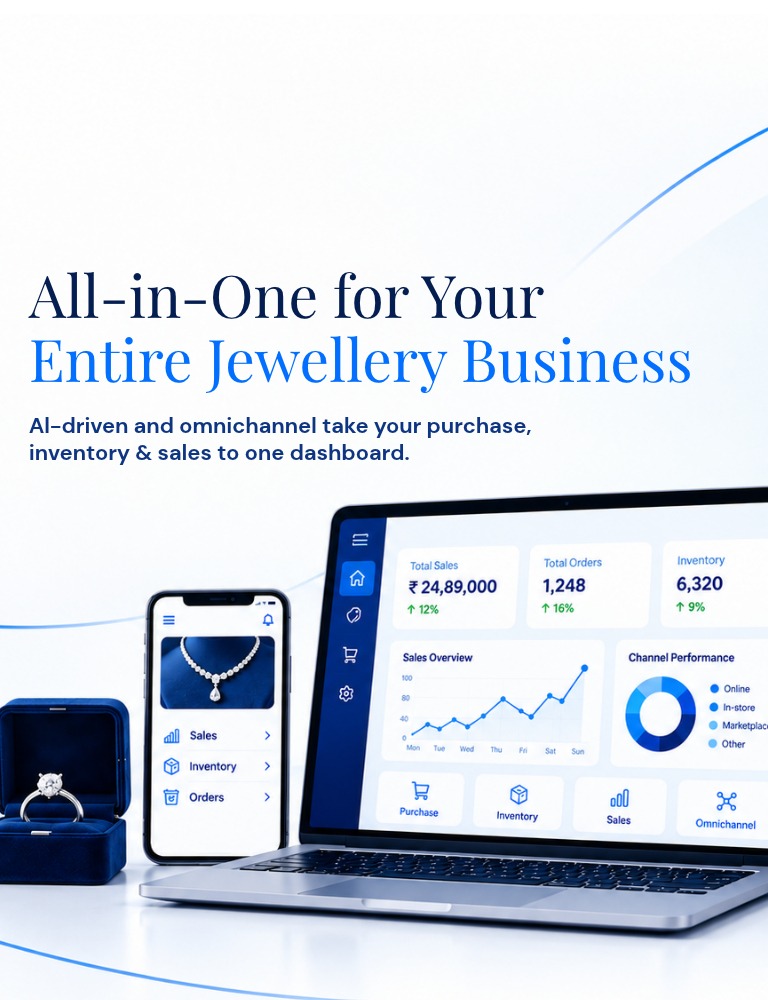 All-in-One for Your
Entire Jewellery Business
AI-driven and omnichannel take your purchase,
inventory & sales to one dashboard.
Total Sales
₹ 24,89,000
↑ 12%
Total Orders
1,248
↑ 16%
Inventory
6,320
↑ 9%
Sales Overview
100
80
40
0
Mon Tue Wed Thu Fri Sat Sun
Channel Performance
Online
In-store
Marketplac
Other
Purchase
Inventory
Sales
Omnichannel
Sales
Inventory
Orders